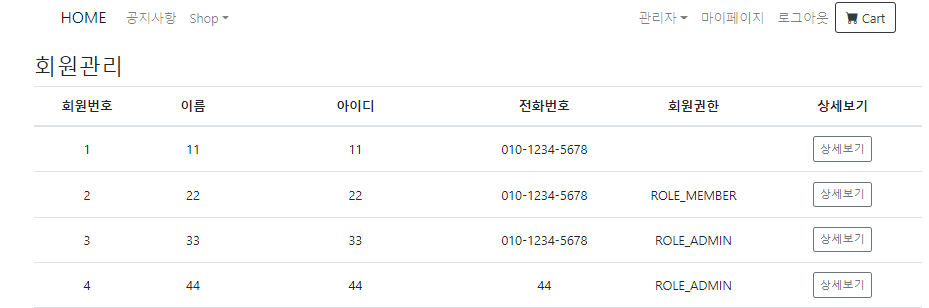 HOME 공지사항 Shop 관리자 마이페이지 로그아웃 Cart
회원관리
회원번호 이름 아이디 전화번호 회원권한 상세보기
1 11 11 010-1234-5678 상세보기
2 22 22 010-1234-5678 ROLE_MEMBER 상세보기
3 33 33 010-1234-5678 ROLE_ADMIN 상세보기
4 44 44 44 ROLE_ADMIN 상세보기